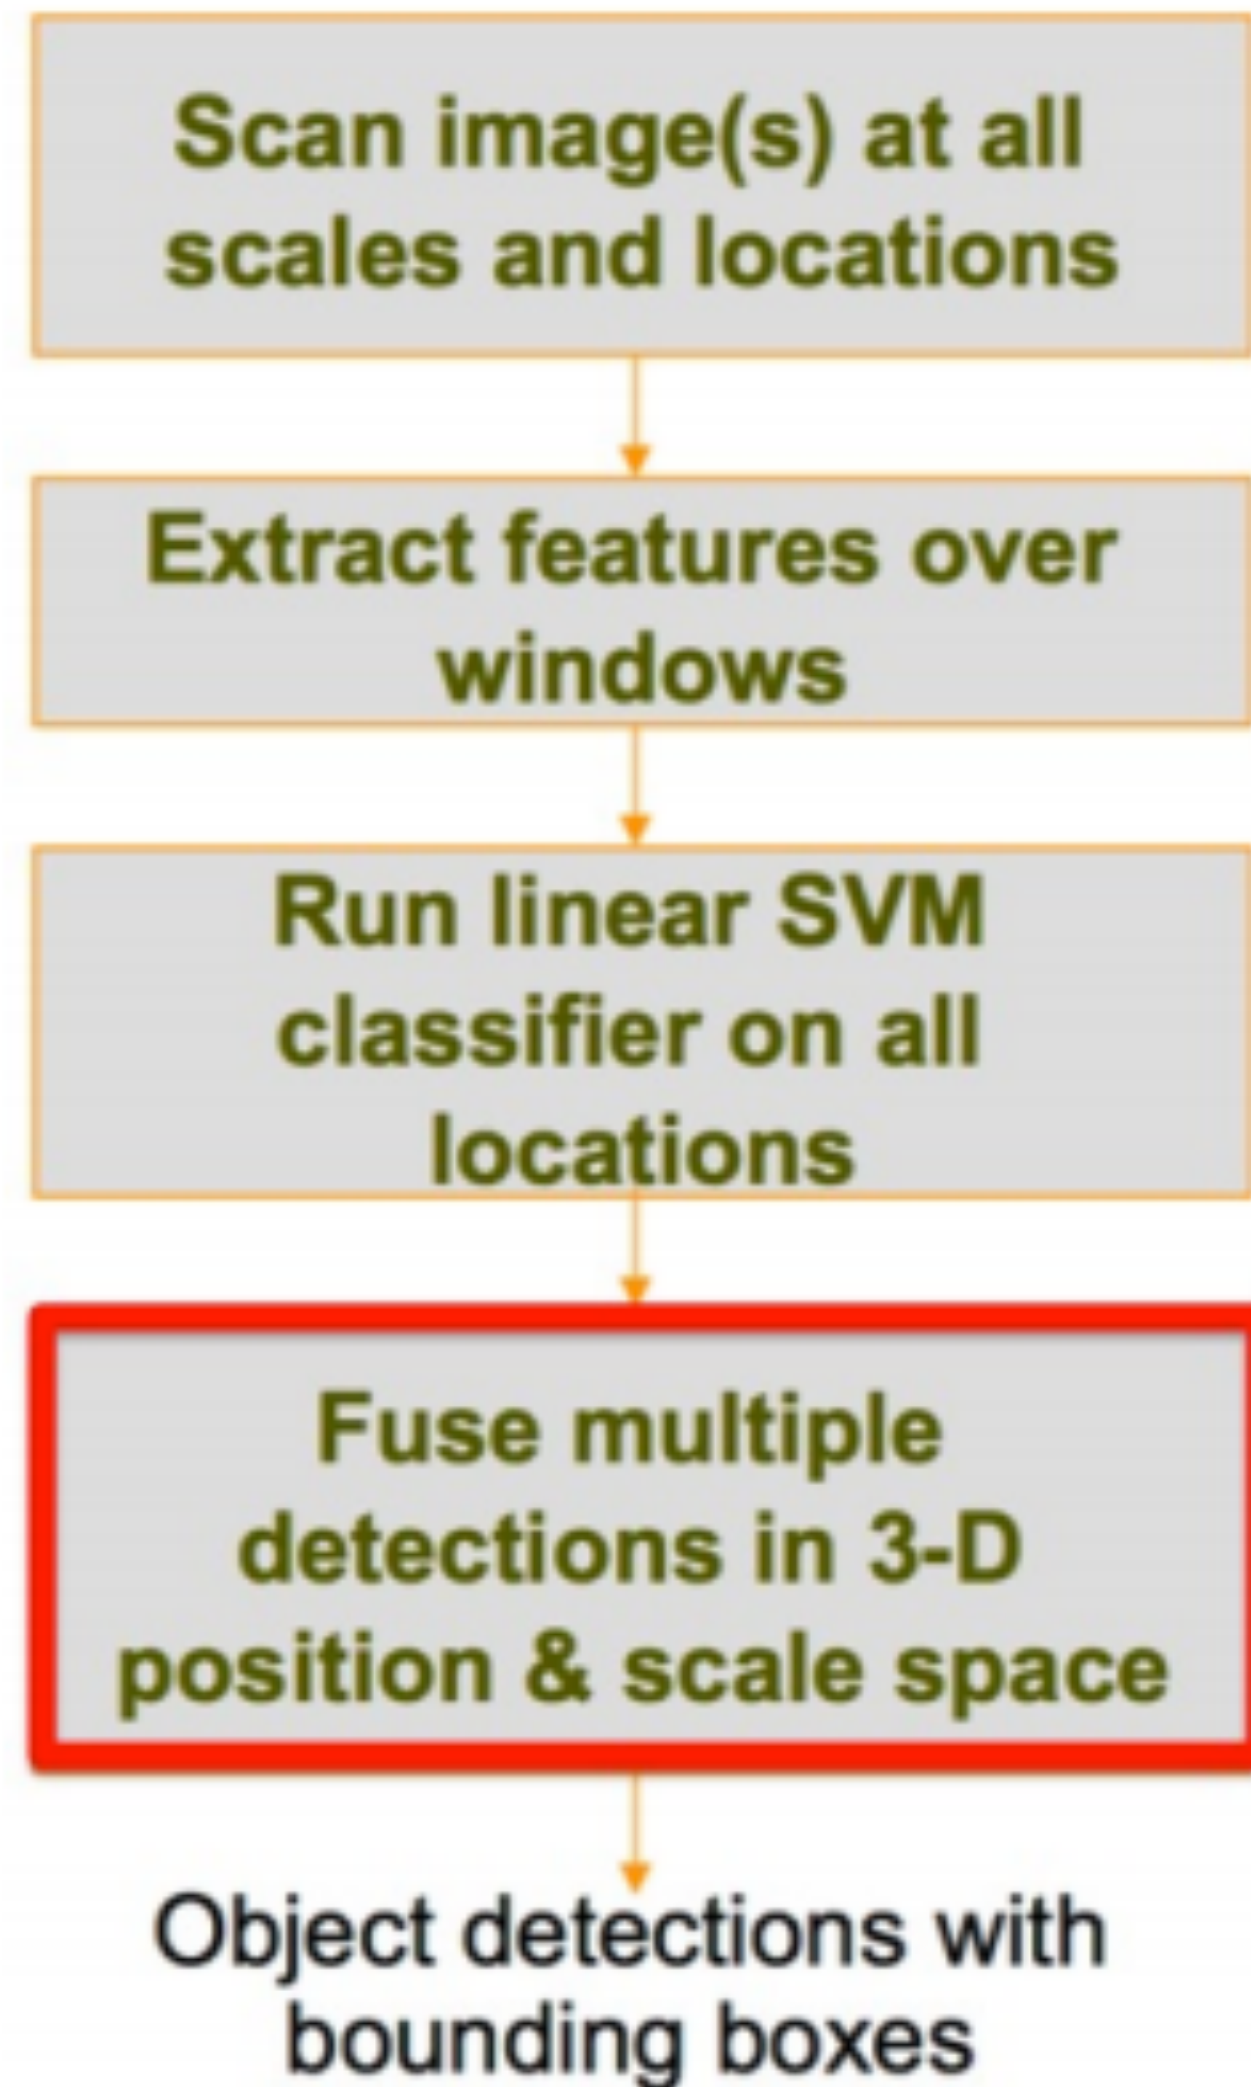 Scan image(s) at all
scales and locations
Extract features over
windows
Run linear SVM
classifier on all
locations
Fuse multiple
detections in 3-D
position & scale space
Object detections with
bounding boxes